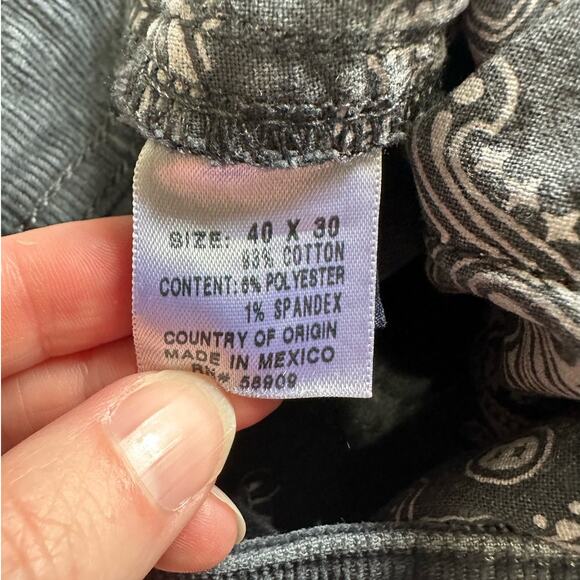 SIZE: 40 X 30
93% COTTON
CONTENT: 6% POLYESTER
1% SPANDEX
COUNTRY OF ORIGIN
MADE IN MEXICO
RN# 58909